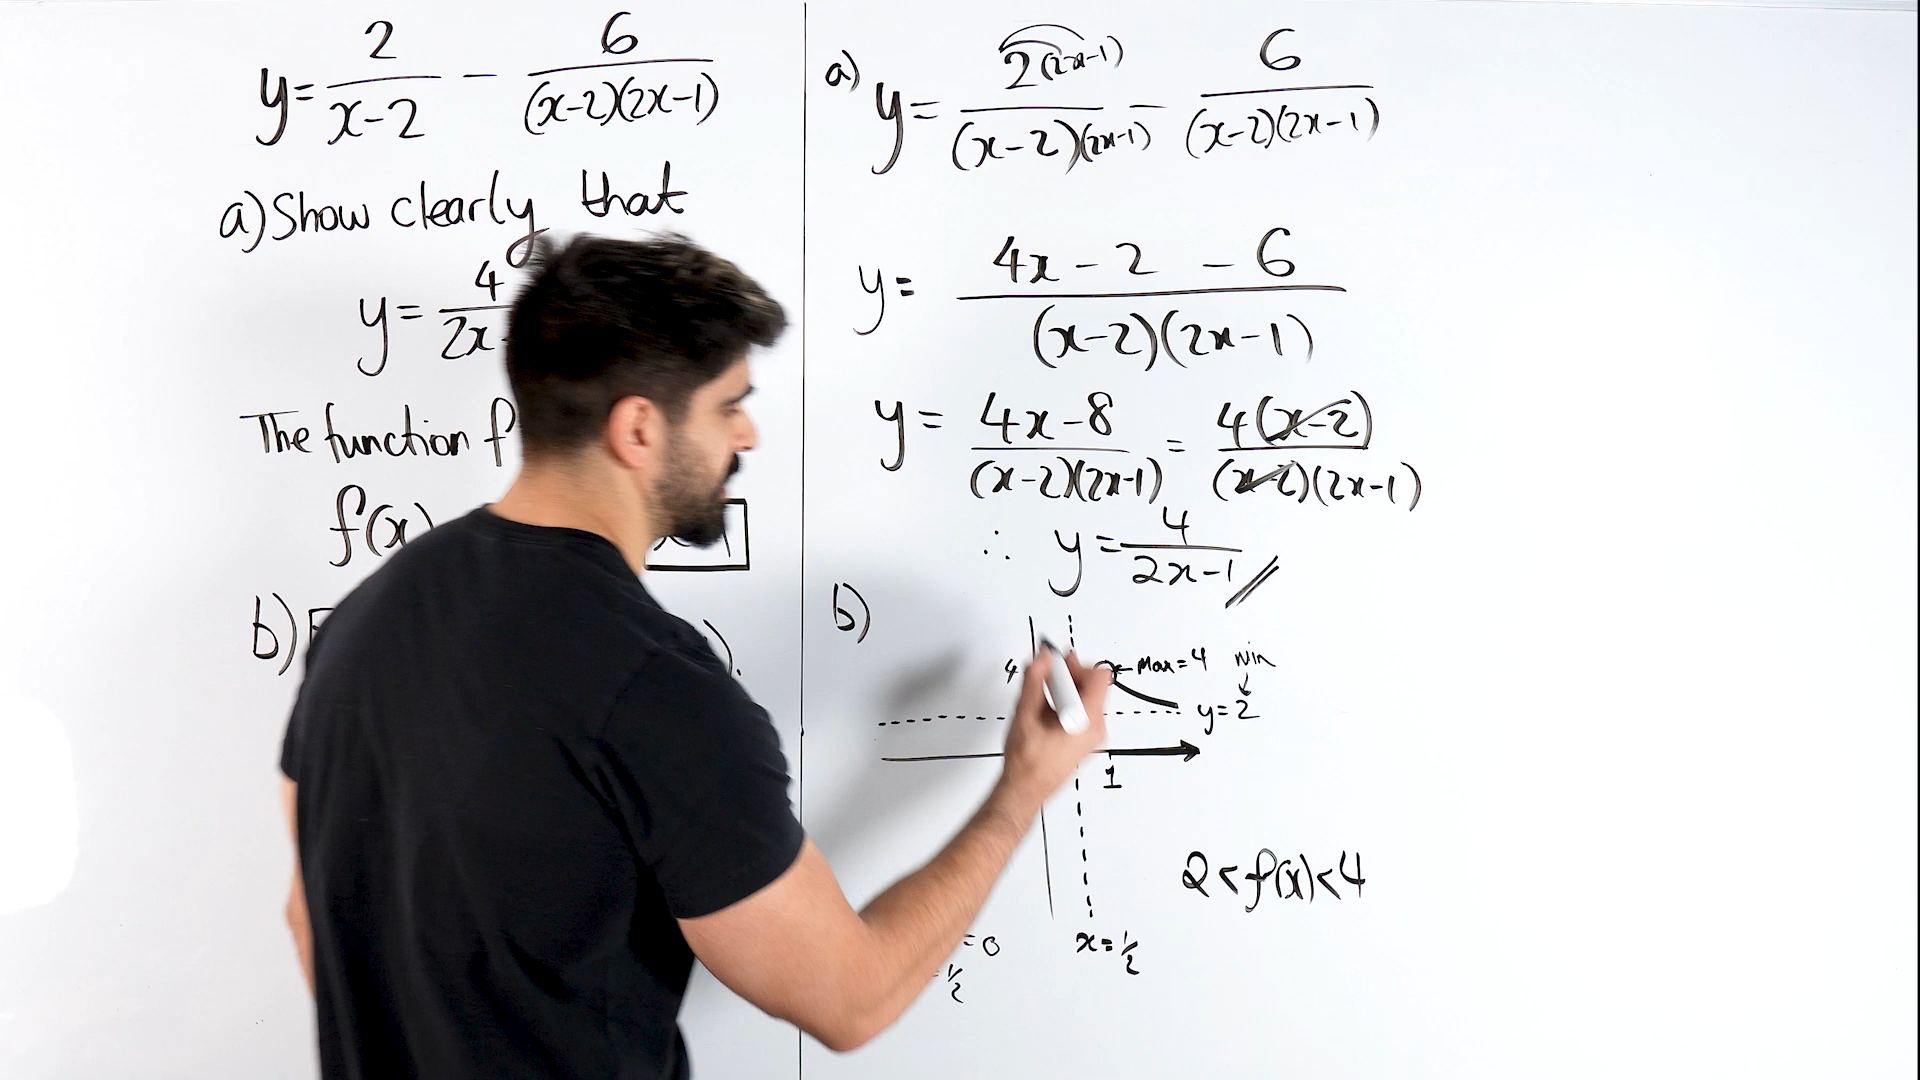 y = 2/(x-2) - 6/((x-2)(2x-1))
a) Show clearly that
y = 4/2x
The function f
f(x)
b)
a) y = 2(2x-1)/((x-2)(2x-1)) - 6/((x-2)(2x-1))
y = (4x - 2 - 6)/((x-2)(2x-1))
y = (4x-8)/((x-2)(2x-1)) = 4(x-2)/((x-2)(2x-1))
∴ y = 4/(2x-1) //
b)
4 ← Max = 4 Min
↓
y = 2
1
2 < f(x) < 4
= 0 x = 1/2
1/2